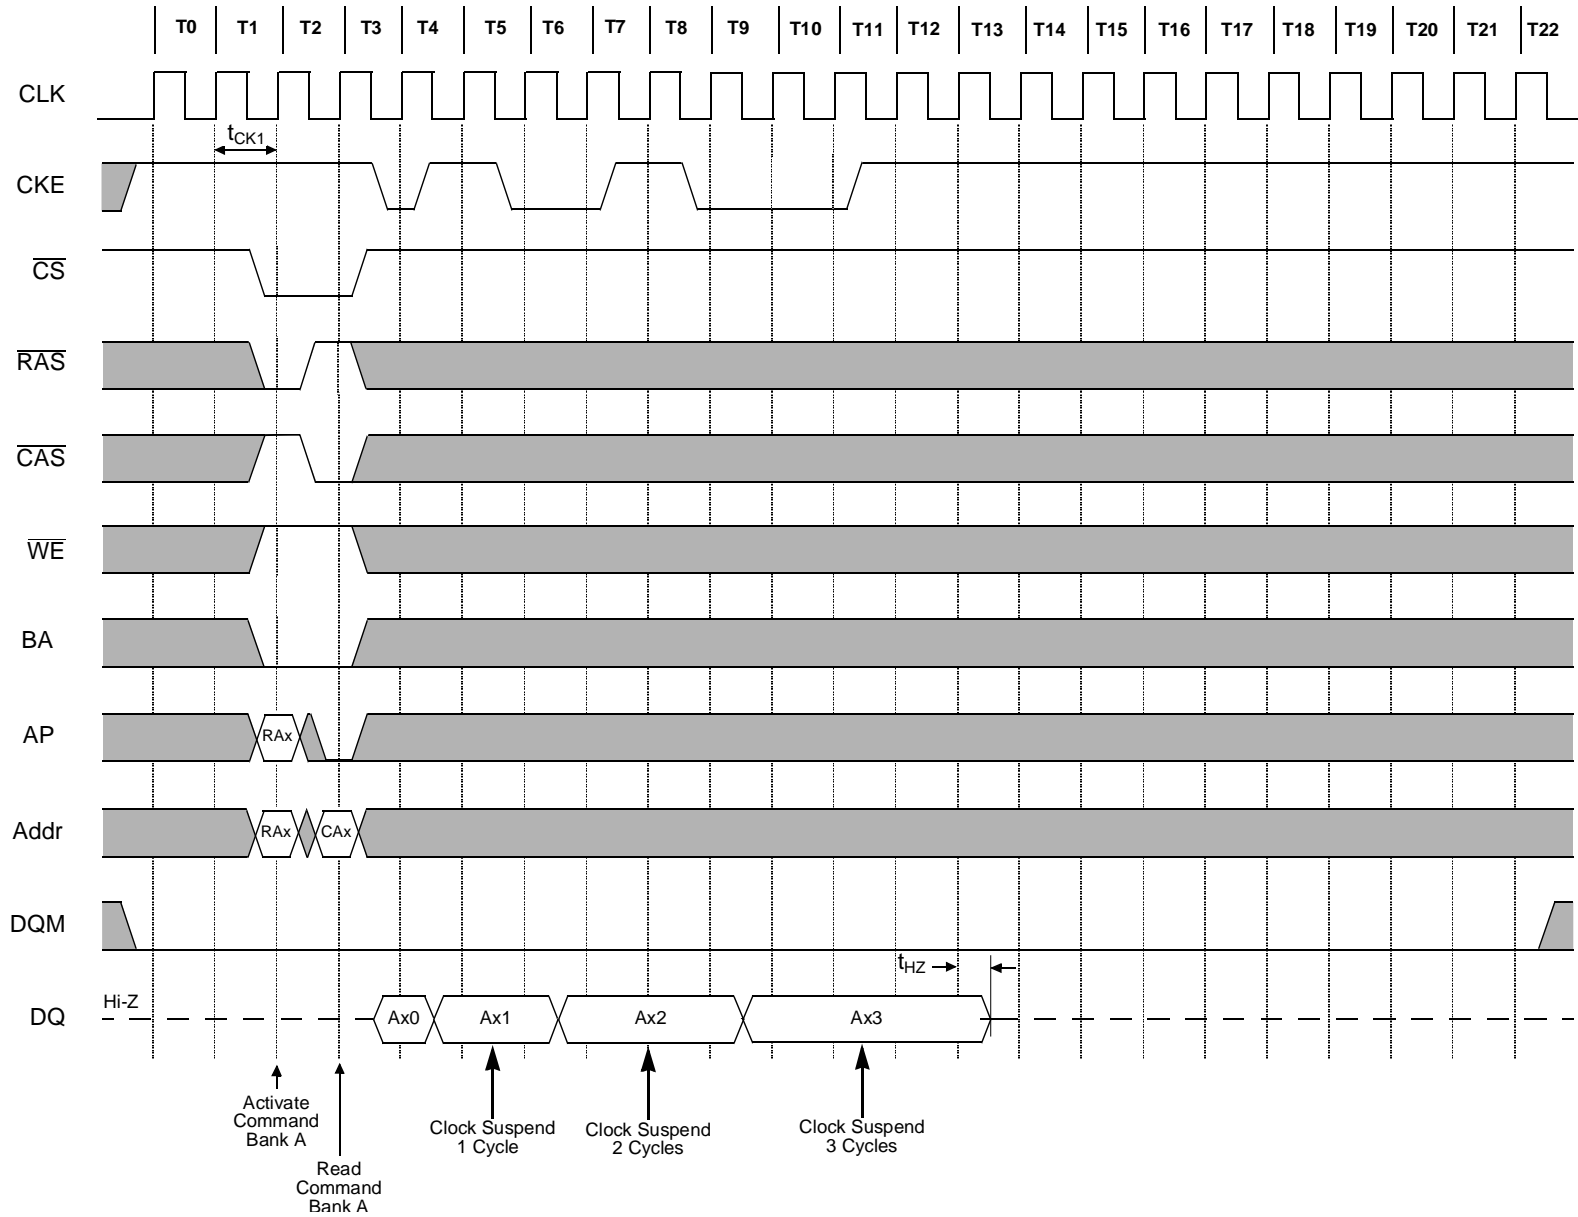 T0 T1 T2 T3 T4 T5 T6 T7 T8 T9 T10 T11 T12 T13 T14 T15 T16 T17 T18 T19 T20 T21 T22
CLK
tCK1
CKE
CS
RAS
CAS
WE
BA
AP
RAx
Addr
RAx CAx
DQM
tHZ
Hi-Z
DQ
Ax0 Ax1 Ax2 Ax3
Activate
Command
Bank A
Read
Command
Bank A
Clock Suspend
1 Cycle
Clock Suspend
2 Cycles
Clock Suspend
3 Cycles